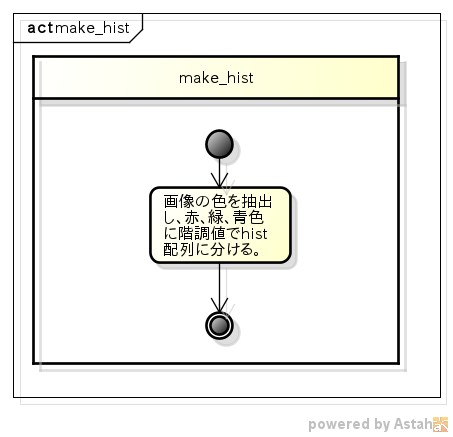 act make_hist
make_hist
画像の色を抽出
し、赤、緑、青色
に階調値でhist
配列に分ける。
powered by Astah